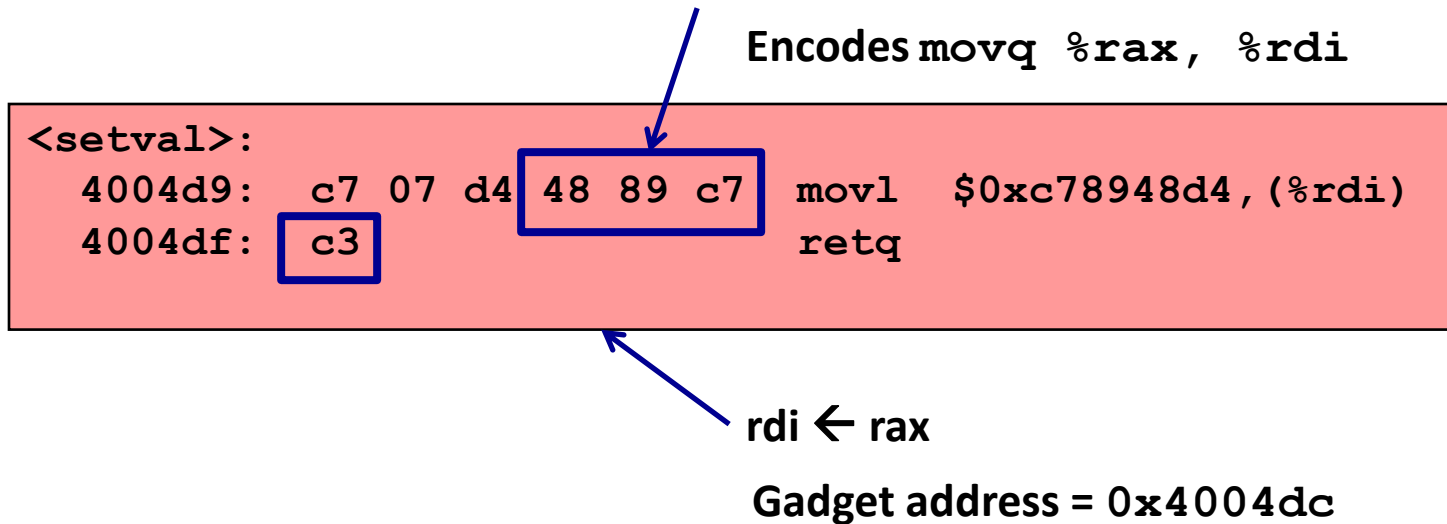 Encodes movq %rax, %rdi
<setval>:
4004d9: c7 07 d4 48 89 c7 movl $0xc78948d4,(%rdi)
4004df: c3 retq
rdi ← rax
Gadget address = 0x4004dc